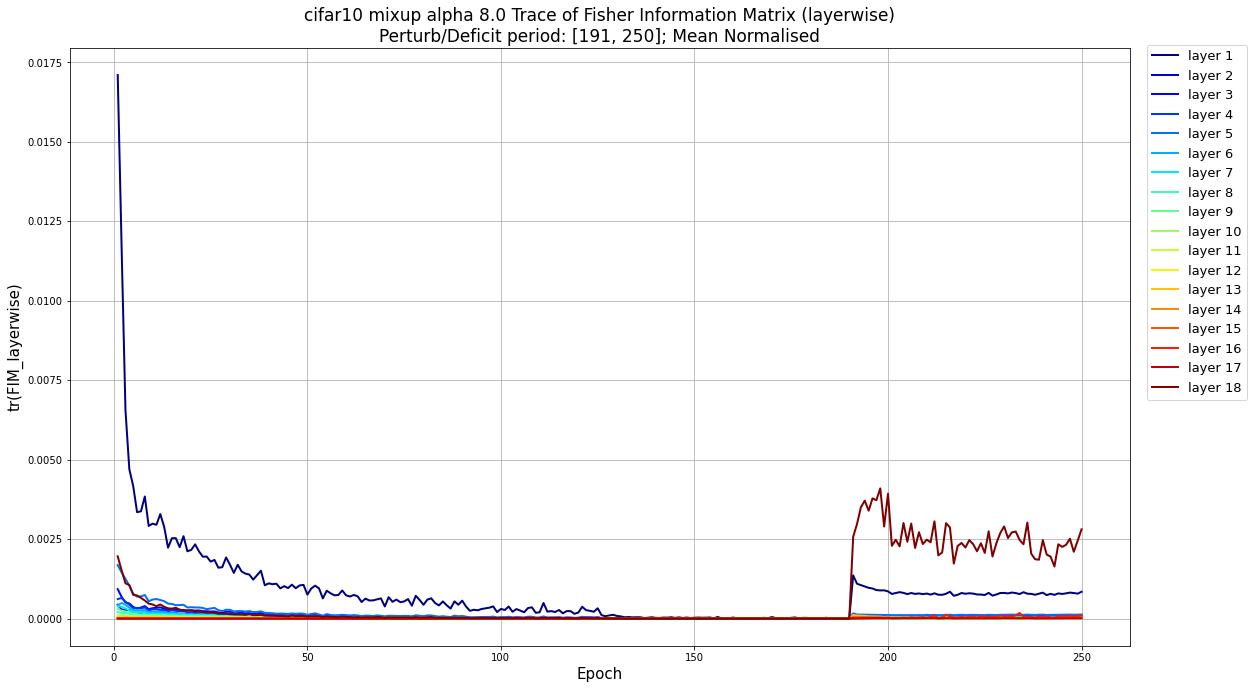 cifar10 mixup alpha 8.0 Trace of Fisher Information Matrix (layerwise)
Perturb/Deficit period: [191, 250]; Mean Normalised
tr(FIM_layerwise)
0.0175
0.0150
0.0125
0.0100
0.0075
0.0050
0.0025
0.0000
0
50
100
150
200
250
Epoch
layer 1
layer 2
layer 3
layer 4
layer 5
layer 6
layer 7
layer 8
layer 9
layer 10
layer 11
layer 12
layer 13
layer 14
layer 15
layer 16
layer 17
layer 18